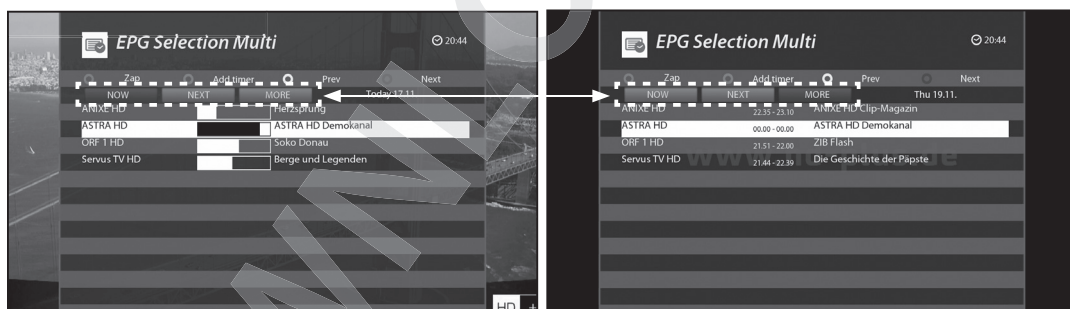 EPG Selection Multi
20:44
Zap Add timer Prev Next
NOW NEXT MORE Today 17.11.
ANIXE HD Herzsprung
ASTRA HD ASTRA HD Demokanal
ORF 1 HD Soko Donau
Servus TV HD Berge und Legenden
HD +
EPG Selection Multi
20:44
Zap Add timer Prev Next
NOW NEXT MORE Thu 19.11.
ANIXE HD 22.35 - 23.10 ANIXE HD Clip-Magazin
ASTRA HD 00.00 - 00.00 ASTRA HD Demokanal
ORF 1 HD 21.51 - 22.00 ZIB Flash
Servus TV HD 21.44 - 22.39 Die Geschichte der Päpste